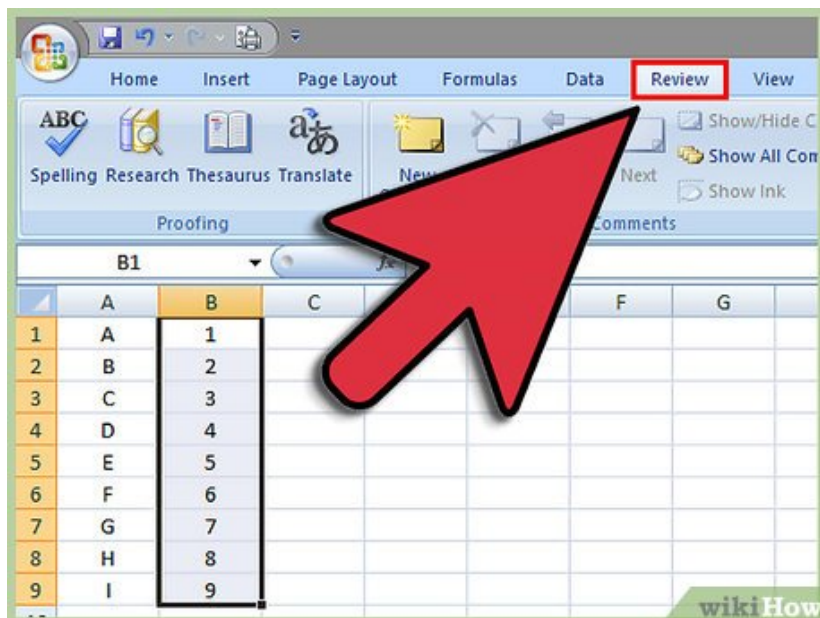 Home Insert Page Layout Formulas Data Review View
ABC
Spelling Research Thesaurus Translate New Next
Show/Hide C
Show All Com
Show Ink
Proofing Comments
B1
A B C F G
1 A 1
2 B 2
3 C 3
4 D 4
5 E 5
6 F 6
7 G 7
8 H 8
9 I 9
wikiHow